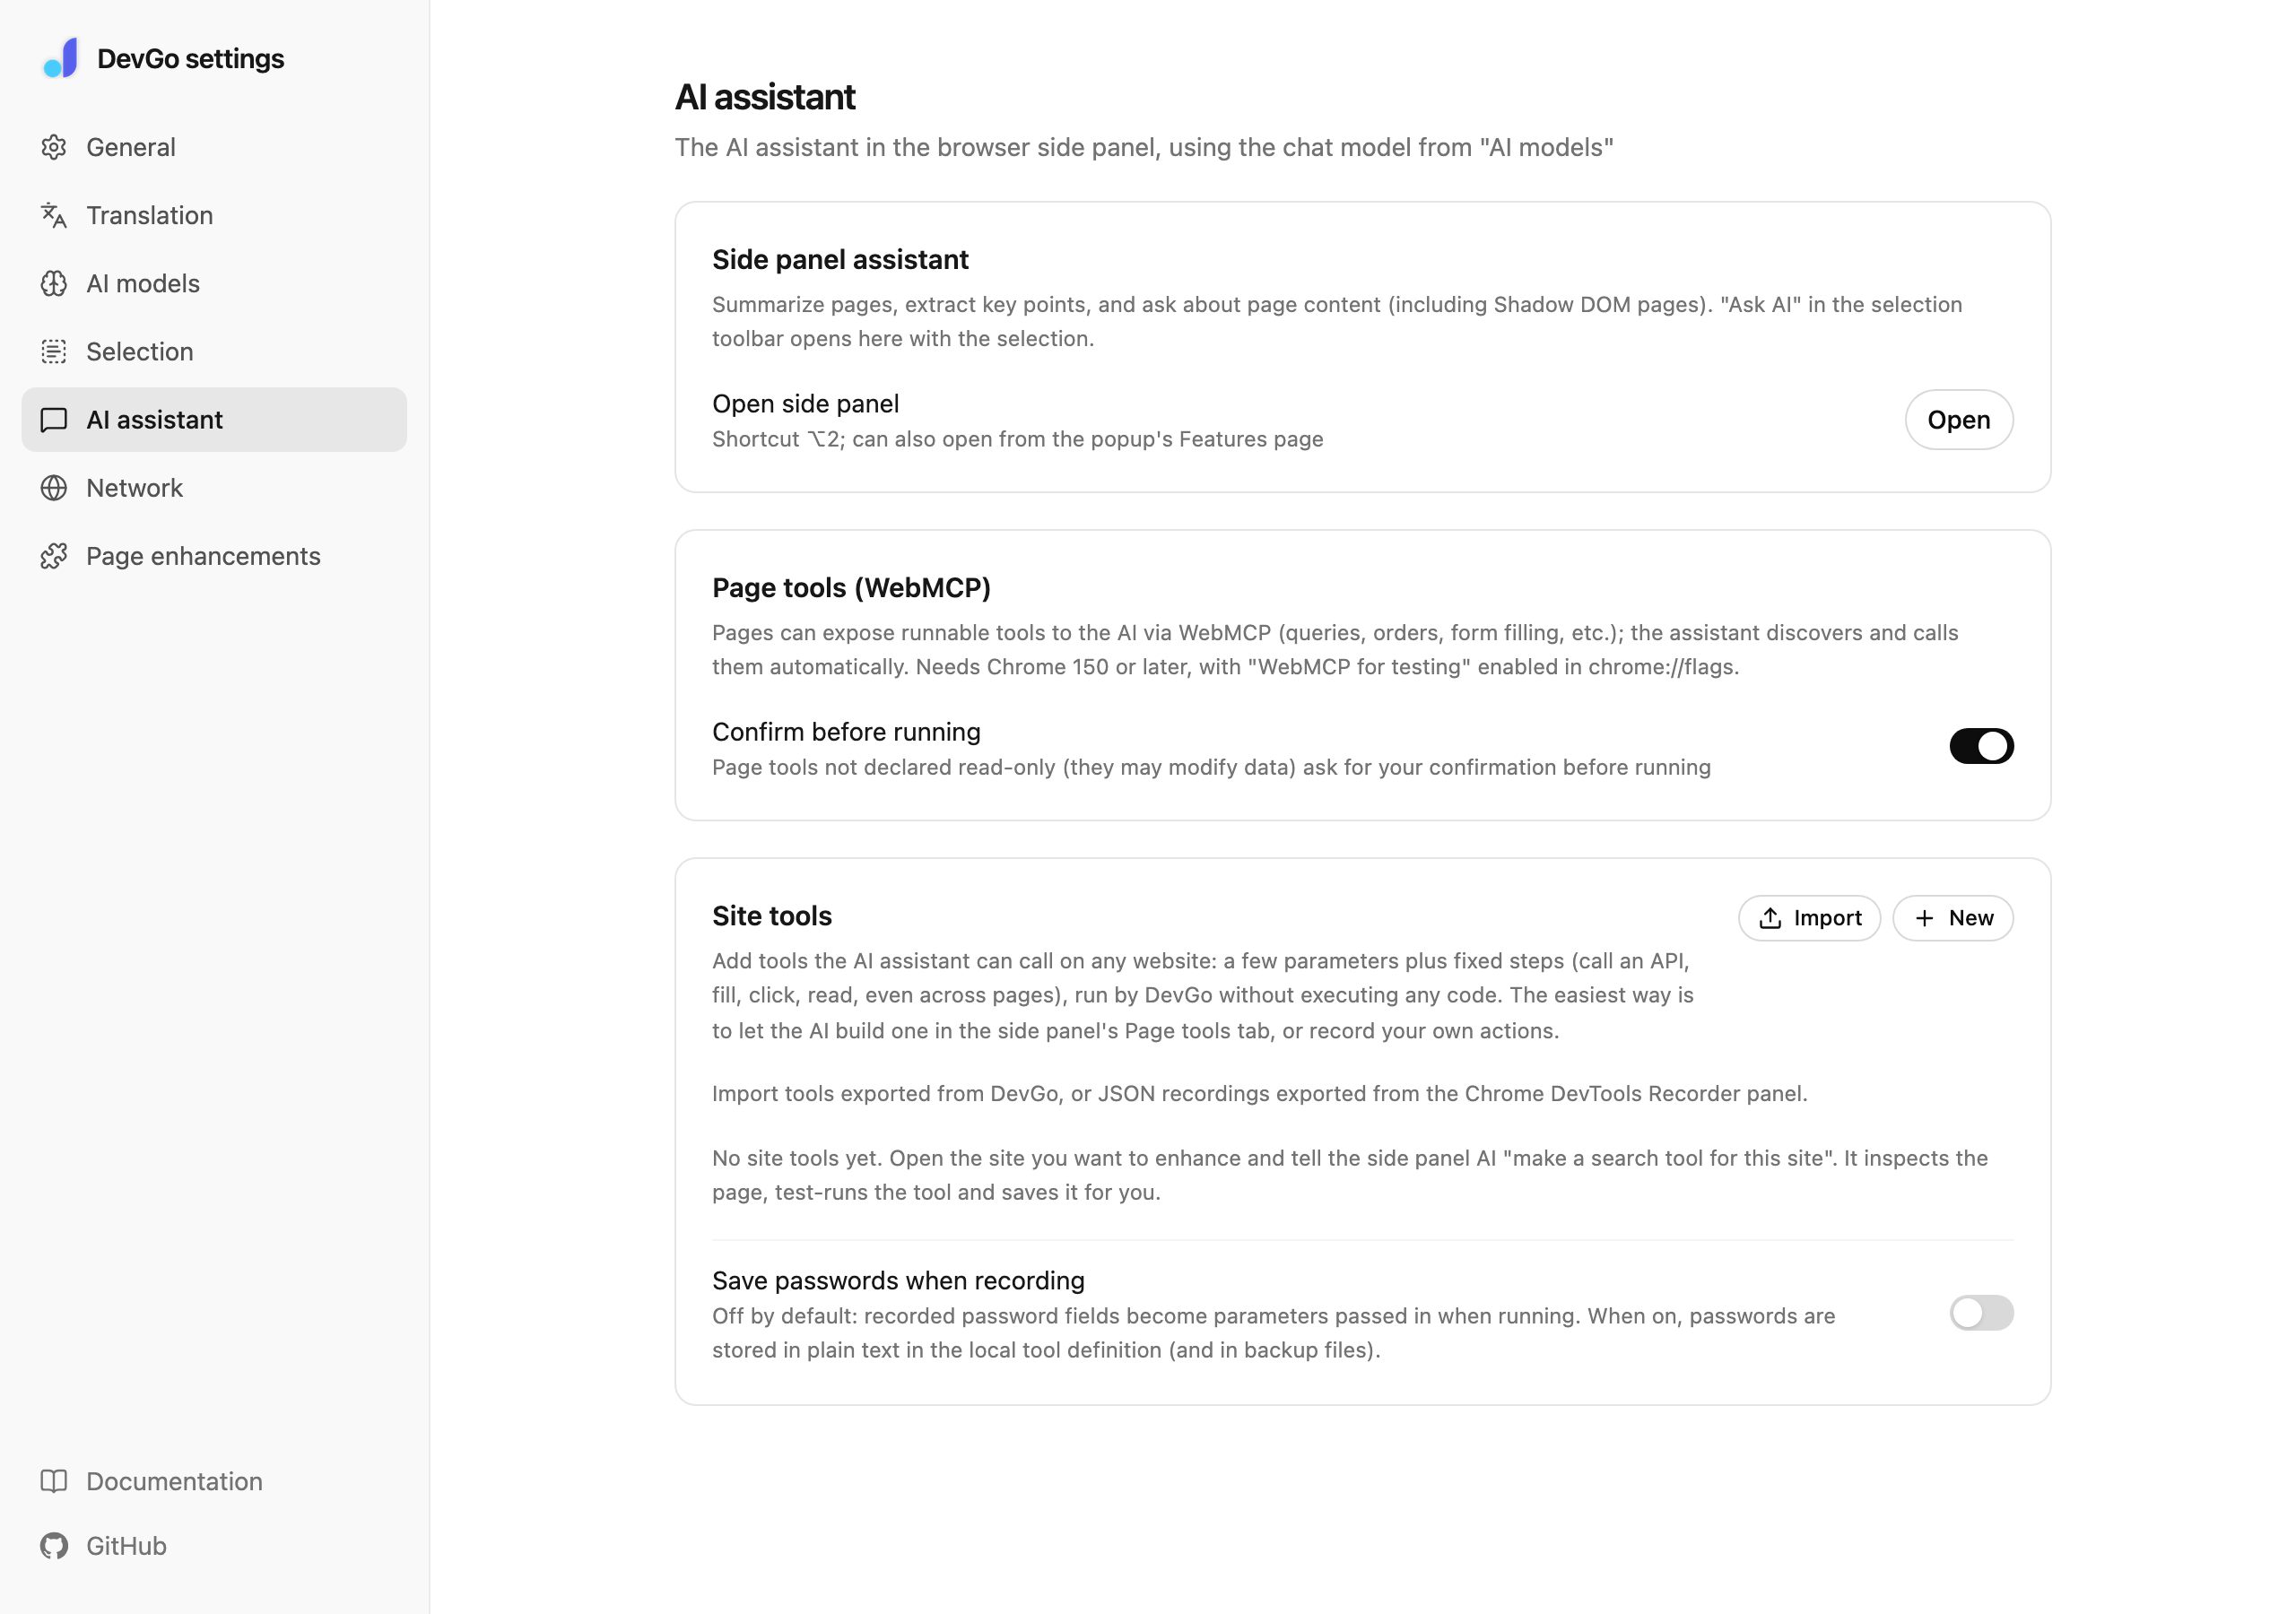 DevGo settings
General
Translation
AI models
Selection
AI assistant
Network
Page enhancements
Documentation
GitHub
AI assistant
The AI assistant in the browser side panel, using the chat model from "AI models"
Side panel assistant
Summarize pages, extract key points, and ask about page content (including Shadow DOM pages). "Ask AI" in the selection
toolbar opens here with the selection.
Open side panel
Shortcut ⌥2; can also open from the popup's Features page
Open
Page tools (WebMCP)
Pages can expose runnable tools to the AI via WebMCP (queries, orders, form filling, etc.); the assistant discovers and calls
them automatically. Needs Chrome 150 or later, with "WebMCP for testing" enabled in chrome://flags.
Confirm before running
Page tools not declared read-only (they may modify data) ask for your confirmation before running
Site tools
Import
New
Add tools the AI assistant can call on any website: a few parameters plus fixed steps (call an API,
fill, click, read, even across pages), run by DevGo without executing any code. The easiest way is
to let the AI build one in the side panel's Page tools tab, or record your own actions.
Import tools exported from DevGo, or JSON recordings exported from the Chrome DevTools Recorder panel.
No site tools yet. Open the site you want to enhance and tell the side panel AI "make a search tool for this site". It inspects the
page, test-runs the tool and saves it for you.
Save passwords when recording
Off by default: recorded password fields become parameters passed in when running. When on, passwords are
stored in plain text in the local tool definition (and in backup files).